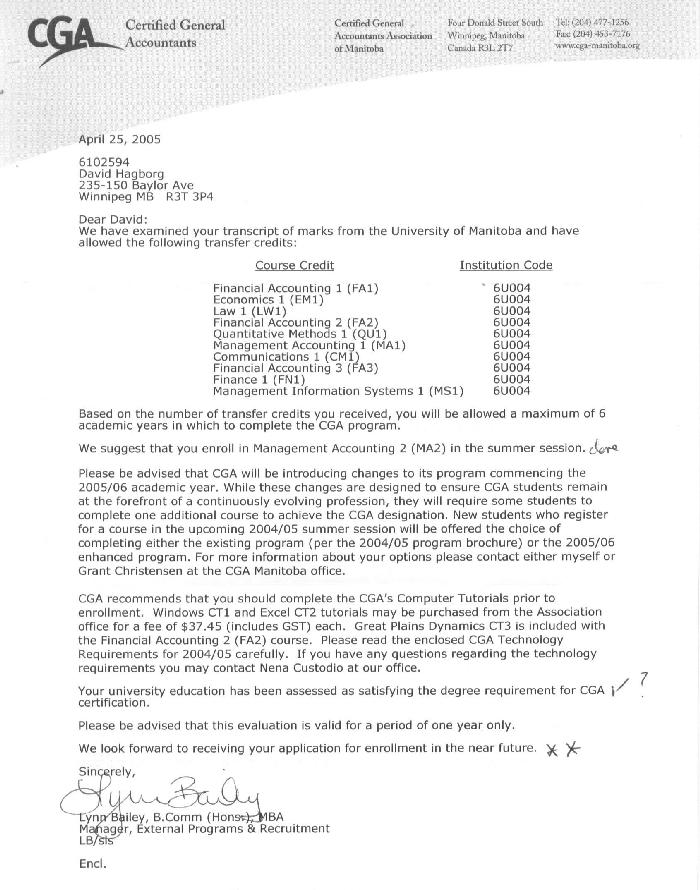 CGA
Certified General
Accountants
Certified General
Accountants Association
of Manitoba
Four Donald Street South
Winnipeg, Manitoba
Canada R3L 2T7
Tel: (204) 477-1256
Fax: (204) 453-7176
www.cga-manitoba.org
April 25, 2005
6102594
David Hagborg
235-150 Baylor Ave
Winnipeg MB R3T 3P4
Dear David:
We have examined your transcript of marks from the University of Manitoba and have
allowed the following transfer credits:
Course Credit Institution Code
Financial Accounting 1 (FA1) 6U004
Economics 1 (EM1) 6U004
Law 1 (LW1) 6U004
Financial Accounting 2 (FA2) 6U004
Quantitative Methods 1 (QU1) 6U004
Management Accounting 1 (MA1) 6U004
Communications 1 (CM1) 6U004
Financial Accounting 3 (FA3) 6U004
Finance 1 (FN1) 6U004
Management Information Systems 1 (MS1) 6U004
Based on the number of transfer credits you received, you will be allowed a maximum of 6
academic years in which to complete the CGA program.
We suggest that you enroll in Management Accounting 2 (MA2) in the summer session. done
Please be advised that CGA will be introducing changes to its program commencing the
2005/06 academic year. While these changes are designed to ensure CGA students remain
at the forefront of a continuously evolving profession, they will require some students to
complete one additional course to achieve the CGA designation. New students who register
for a course in the upcoming 2004/05 summer session will be offered the choice of
completing either the existing program (per the 2004/05 program brochure) or the 2005/06
enhanced program. For more information about your options please contact either myself or
Grant Christensen at the CGA Manitoba office.
CGA recommends that you should complete the CGA's Computer Tutorials prior to
enrollment. Windows CT1 and Excel CT2 tutorials may be purchased from the Association
office for a fee of $37.45 (includes GST) each. Great Plains Dynamics CT3 is included with
the Financial Accounting 2 (FA2) course. Please read the enclosed CGA Technology
Requirements for 2004/05 carefully. If you have any questions regarding the technology
requirements you may contact Nena Custodio at our office.
Your university education has been assessed as satisfying the degree requirement for CGA ?
certification.
Please be advised that this evaluation is valid for a period of one year only.
We look forward to receiving your application for enrollment in the near future. * *
Sincerely,
Lynn Bailey
Lynn Bailey, B.Comm (Hons.), MBA
Manager, External Programs & Recruitment
LB/sls
Encl.